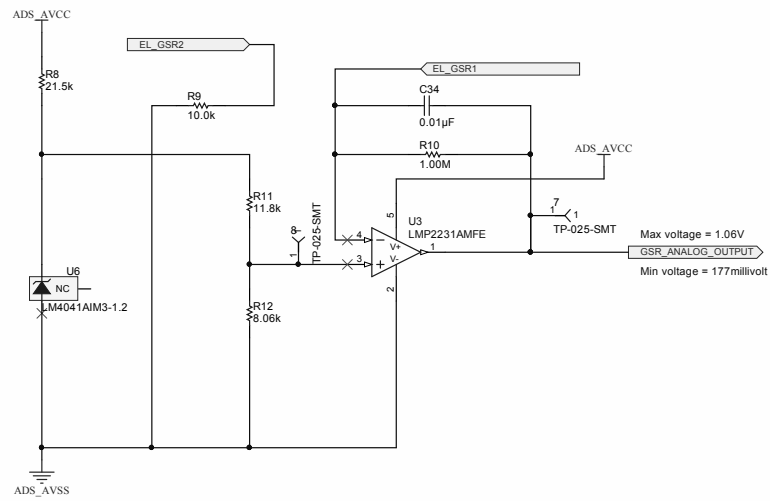 ADS_AVCC
EL_GSR2
EL_GSR1
R8
21.5k
R9
10.0k
C34
0.01µF
R10
1.00M
ADS_AVCC
R11
11.8k
8
1
TP-025-SMT
5
U3
LMP2231AMFE
4
3
V+
V-
1
2
7
1
1
TP-025-SMT
Max voltage = 1.06V
GSR_ANALOG_OUTPUT
Min voltage = 177millivolt
U6
NC
LM4041AIM3-1.2
R12
8.06k
ADS_AVSS